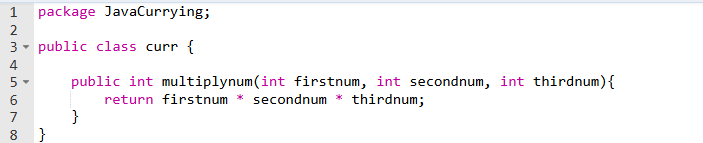 1 package JavaCurrying;
2
3 public class curr {
4
5     public int multiplynum(int firstnum, int secondnum, int thirdnum){
6         return firstnum * secondnum * thirdnum;
7     }
8 }